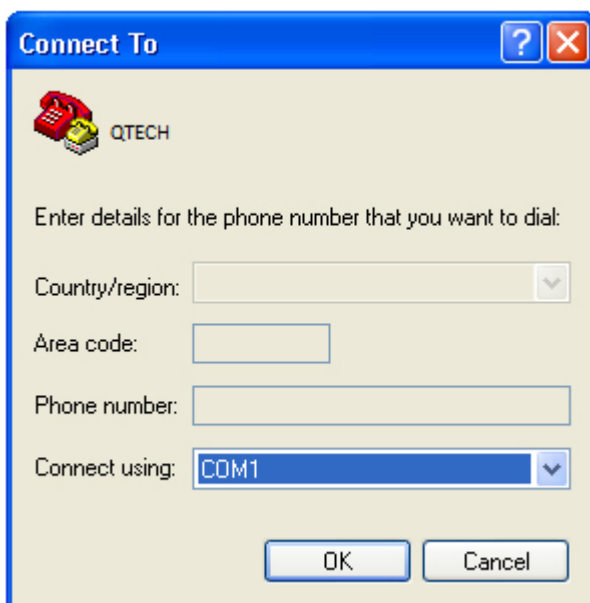 Connect To
QTECH
Enter details for the phone number that you want to dial:
Country/region:
Area code:
Phone number:
Connect using: COM1
OK Cancel